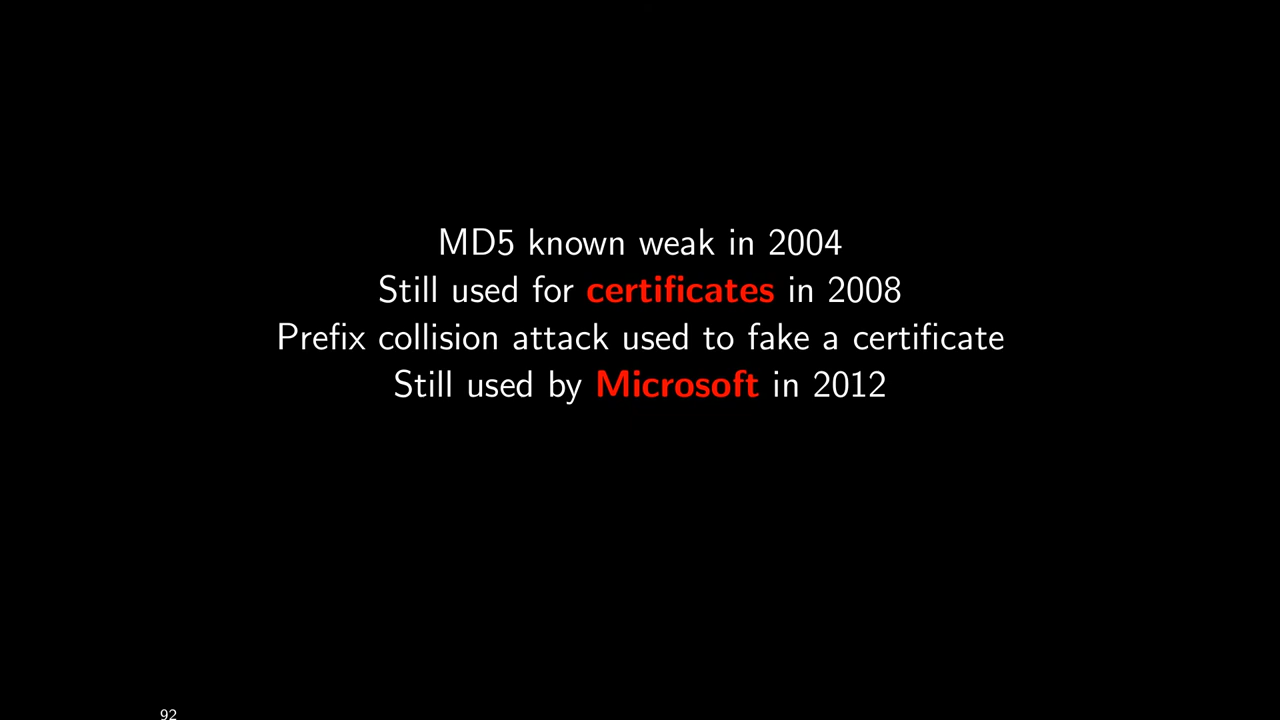 MD5 known weak in 2004
Still used for certificates in 2008
Prefix collision attack used to fake a certificate
Still used by Microsoft in 2012
92